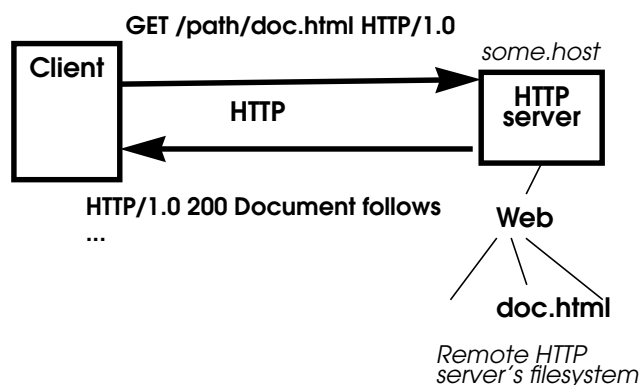 GET /path/doc.html HTTP/1.0
some.host
Client
HTTP
server
HTTP
HTTP/1.0 200 Document follows
...
Web
doc.html
Remote HTTP
server's filesystem